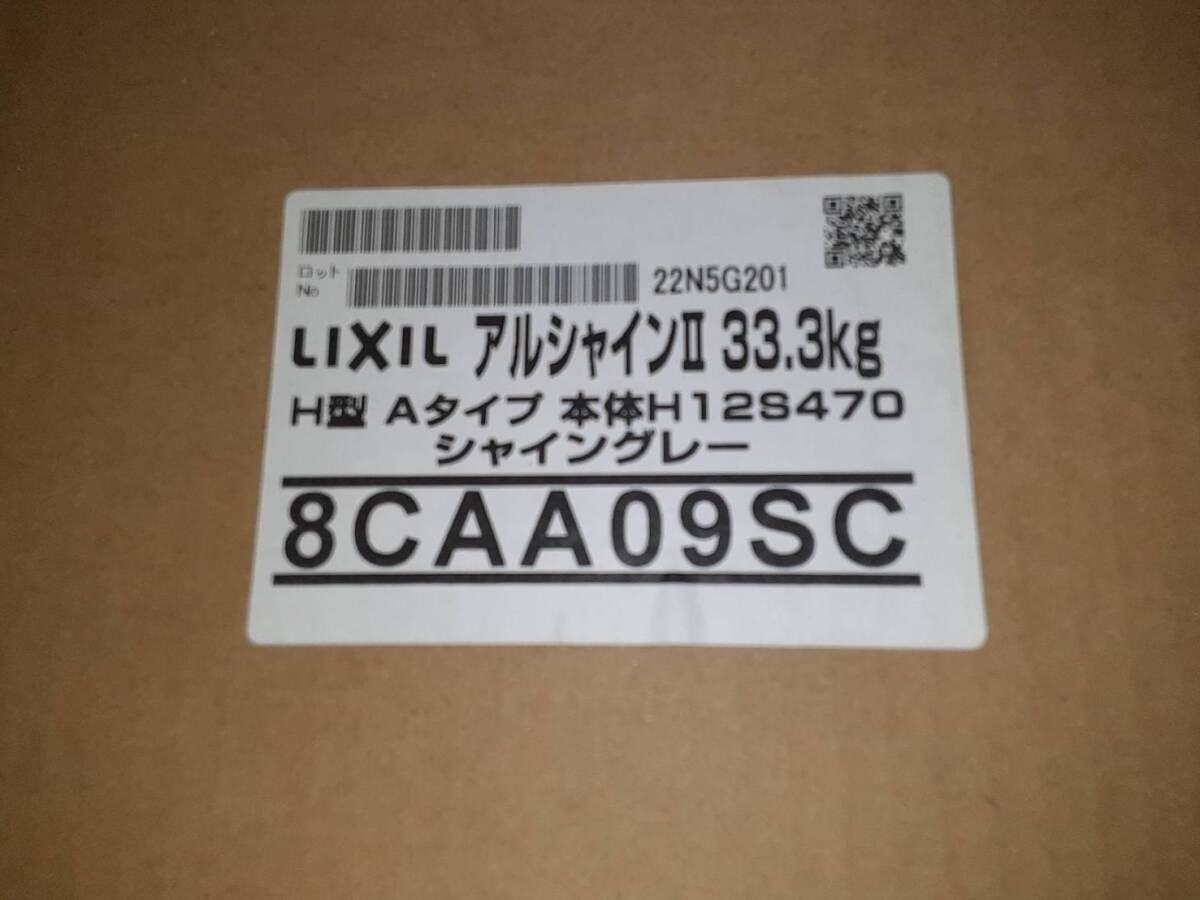 ロット
No
22N5G201
LIXIL アルシャインⅡ 33.3kg
H型 Aタイプ 本体H12S470
シャイングレー
8CAA09SC